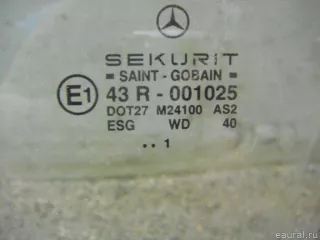 SEKURIT
= SAINT - GOBAIN =
E1 43 R - 001025
DOT27 M24100 AS2
ESG WD 40
.. 1
© eaural.ru